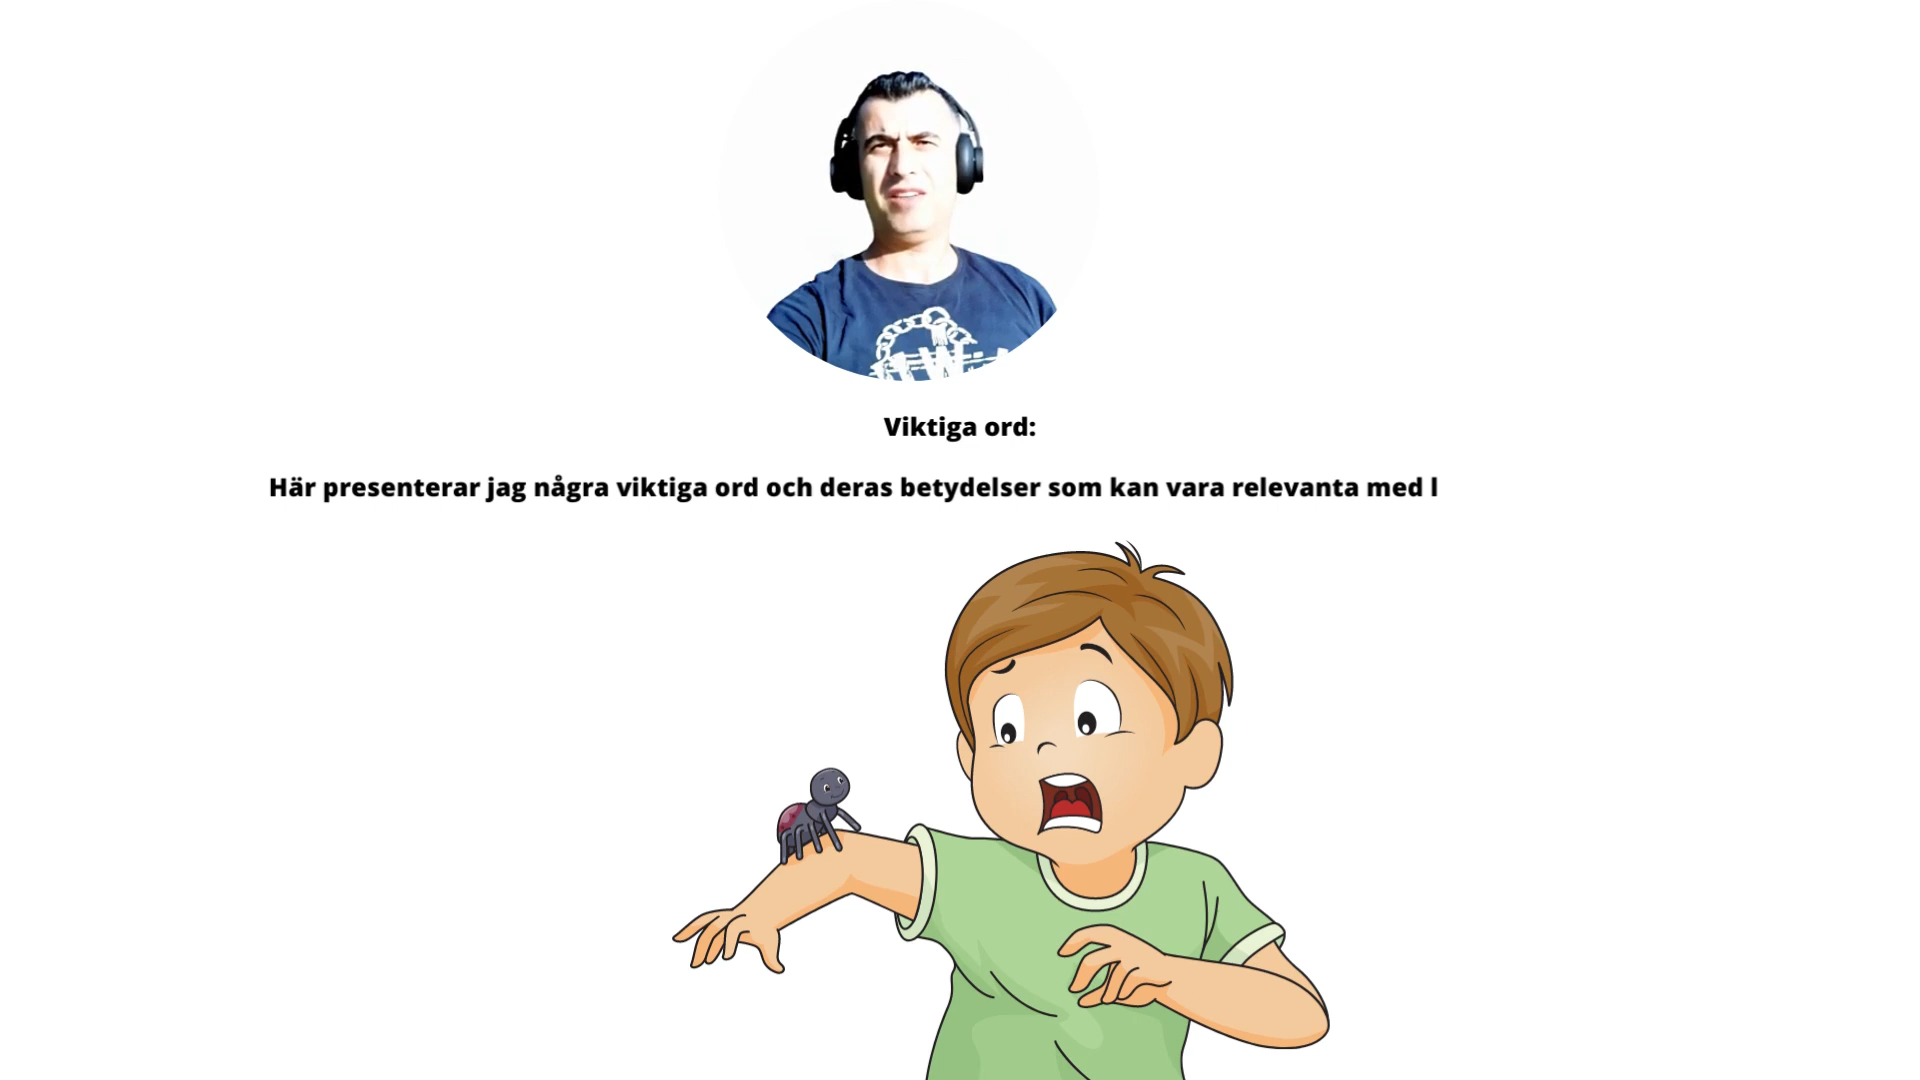 Viktiga ord:
Här presenterar jag några viktiga ord och deras betydelser som kan vara relevanta med l